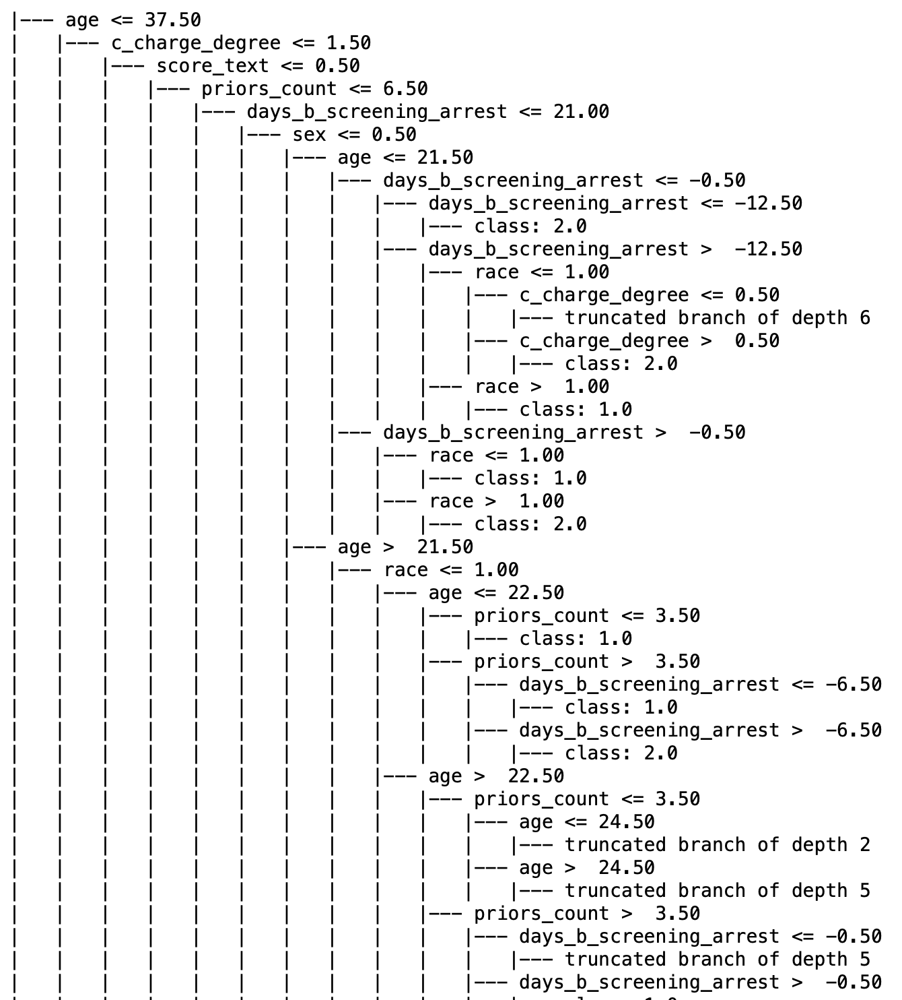 |--- age <= 37.50
|   |--- c_charge_degree <= 1.50
|   |   |--- score_text <= 0.50
|   |   |   |--- priors_count <= 6.50
|   |   |   |   |--- days_b_screening_arrest <= 21.00
|   |   |   |   |   |--- sex <= 0.50
|   |   |   |   |   |   |--- age <= 21.50
|   |   |   |   |   |   |   |--- days_b_screening_arrest <= -0.50
|   |   |   |   |   |   |   |   |--- days_b_screening_arrest <= -12.50
|   |   |   |   |   |   |   |   |   |--- class: 2.0
|   |   |   |   |   |   |   |   |--- days_b_screening_arrest >  -12.50
|   |   |   |   |   |   |   |   |   |--- race <= 1.00
|   |   |   |   |   |   |   |   |   |   |--- c_charge_degree <= 0.50
|   |   |   |   |   |   |   |   |   |   |   |--- truncated branch of depth 6
|   |   |   |   |   |   |   |   |   |   |--- c_charge_degree >  0.50
|   |   |   |   |   |   |   |   |   |   |   |--- class: 2.0
|   |   |   |   |   |   |   |   |   |--- race >  1.00
|   |   |   |   |   |   |   |   |   |   |--- class: 1.0
|   |   |   |   |   |   |   |--- days_b_screening_arrest >  -0.50
|   |   |   |   |   |   |   |   |--- race <= 1.00
|   |   |   |   |   |   |   |   |   |--- class: 1.0
|   |   |   |   |   |   |   |   |--- race >  1.00
|   |   |   |   |   |   |   |   |   |--- class: 2.0
|   |   |   |   |   |   |--- age >  21.50
|   |   |   |   |   |   |   |--- race <= 1.00
|   |   |   |   |   |   |   |   |--- age <= 22.50
|   |   |   |   |   |   |   |   |   |--- priors_count <= 3.50
|   |   |   |   |   |   |   |   |   |   |--- class: 1.0
|   |   |   |   |   |   |   |   |   |--- priors_count >  3.50
|   |   |   |   |   |   |   |   |   |   |--- days_b_screening_arrest <= -6.50
|   |   |   |   |   |   |   |   |   |   |   |--- class: 1.0
|   |   |   |   |   |   |   |   |   |   |--- days_b_screening_arrest >  -6.50
|   |   |   |   |   |   |   |   |   |   |   |--- class: 2.0
|   |   |   |   |   |   |   |   |--- age >  22.50
|   |   |   |   |   |   |   |   |   |--- priors_count <= 3.50
|   |   |   |   |   |   |   |   |   |   |--- age <= 24.50
|   |   |   |   |   |   |   |   |   |   |   |--- truncated branch of depth 2
|   |   |   |   |   |   |   |   |   |   |--- age >  24.50
|   |   |   |   |   |   |   |   |   |   |   |--- truncated branch of depth 5
|   |   |   |   |   |   |   |   |   |--- priors_count >  3.50
|   |   |   |   |   |   |   |   |   |   |--- days_b_screening_arrest <= -0.50
|   |   |   |   |   |   |   |   |   |   |   |--- truncated branch of depth 5
|   |   |   |   |   |   |   |   |   |   |--- days_b_screening_arrest >  -0.50